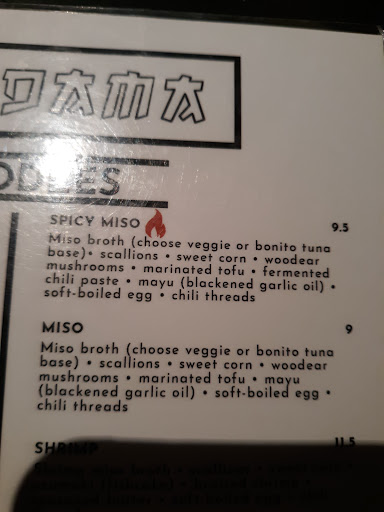 DAMA
SPICY MISO 9.5
Miso broth (choose veggie or bonito tuna
base) • scallions • sweet corn • woodear
mushrooms • marinated tofu • fermented
chili paste • mayu (blackened garlic oil) •
soft-boiled egg • chili threads
MISO 9
Miso broth (choose veggie or bonito tuna
base) • scallions • sweet corn • woodear
mushrooms • marinated tofu • mayu
(blackened garlic oil) • soft-boiled egg •
chili threads
SHRIMP 11.5